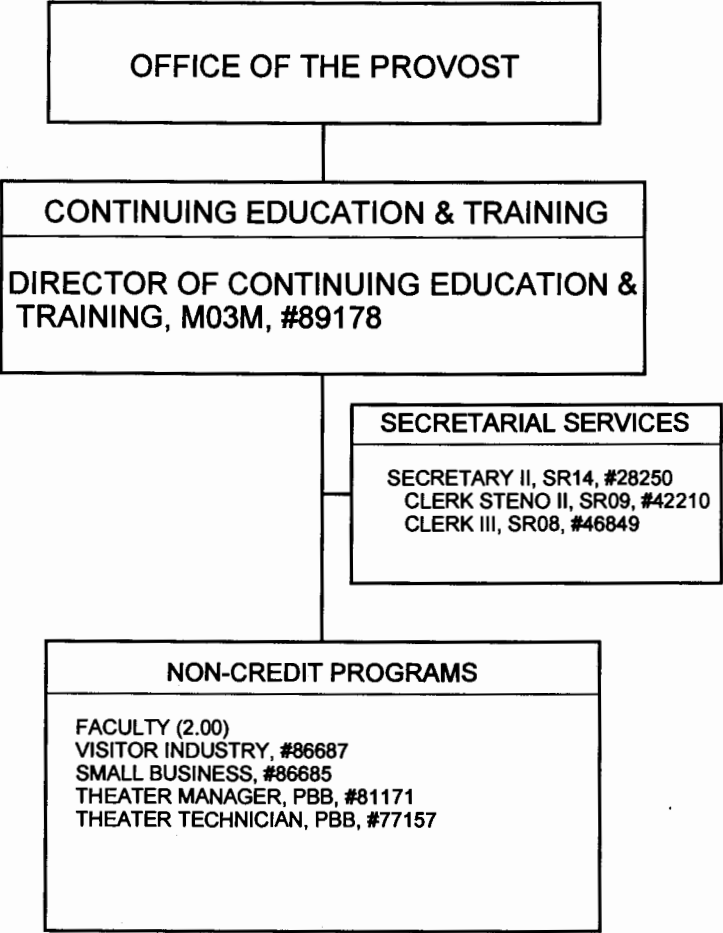 OFFICE OF THE PROVOST
CONTINUING EDUCATION & TRAINING
DIRECTOR OF CONTINUING EDUCATION &
TRAINING, M03M, #89178
SECRETARIAL SERVICES
SECRETARY II, SR14, #28250
CLERK STENO II, SR09, #42210
CLERK III, SR08, #46849
NON-CREDIT PROGRAMS
FACULTY (2.00)
VISITOR INDUSTRY, #86687
SMALL BUSINESS, #86685
THEATER MANAGER, PBB, #81171
THEATER TECHNICIAN, PBB, #77157